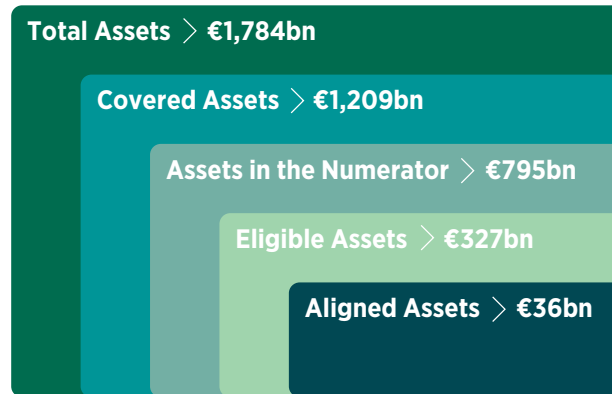 Total Assets > €1,784bn
Covered Assets > €1,209bn
Assets in the Numerator > €795bn
Eligible Assets > €327bn
Aligned Assets > €36bn